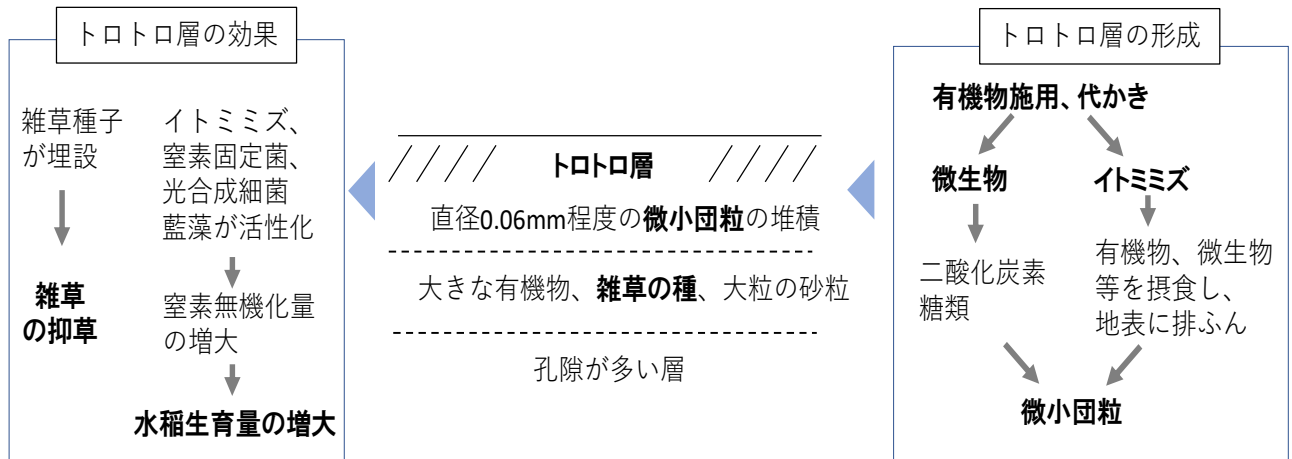 トロトロ層の効果
雑草種子
が埋設
雑草
の抑草
イトミミズ、
窒素固定菌、
光合成細菌
藍藻が活性化
窒素無機化量
の増大
水稲生育量の増大
トロトロ層
直径0.06mm程度の微小団粒の堆積
大きな有機物、雑草の種、大粒の砂粒
孔隙が多い層
トロトロ層の形成
有機物施用、代かき
微生物
二酸化炭素
糖類
イトミミズ
有機物、微生物
等を摂食し、
地表に排ふん
微小団粒